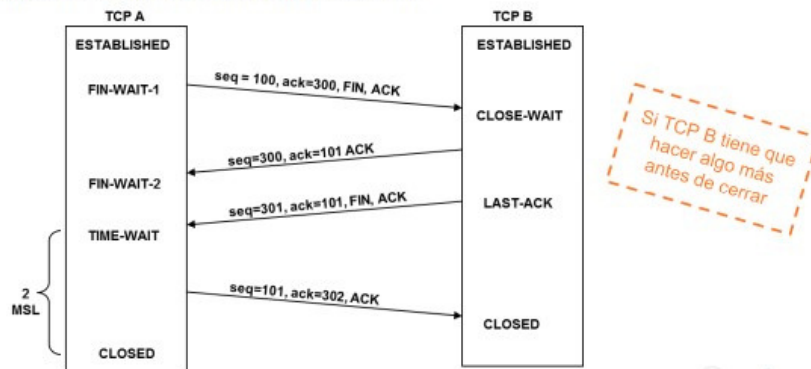 TCP A
TCP B
ESTABLISHED
ESTABLISHED
FIN-WAIT-1
seq = 100, ack=300, FIN, ACK
CLOSE-WAIT
seq=300, ack=101 ACK
FIN-WAIT-2
seq=301, ack=101, FIN, ACK
LAST-ACK
TIME-WAIT
2
MSL
seq=101, ack=302, ACK
CLOSED
CLOSED
Si TCP B tiene que
hacer algo más
antes de cerrar